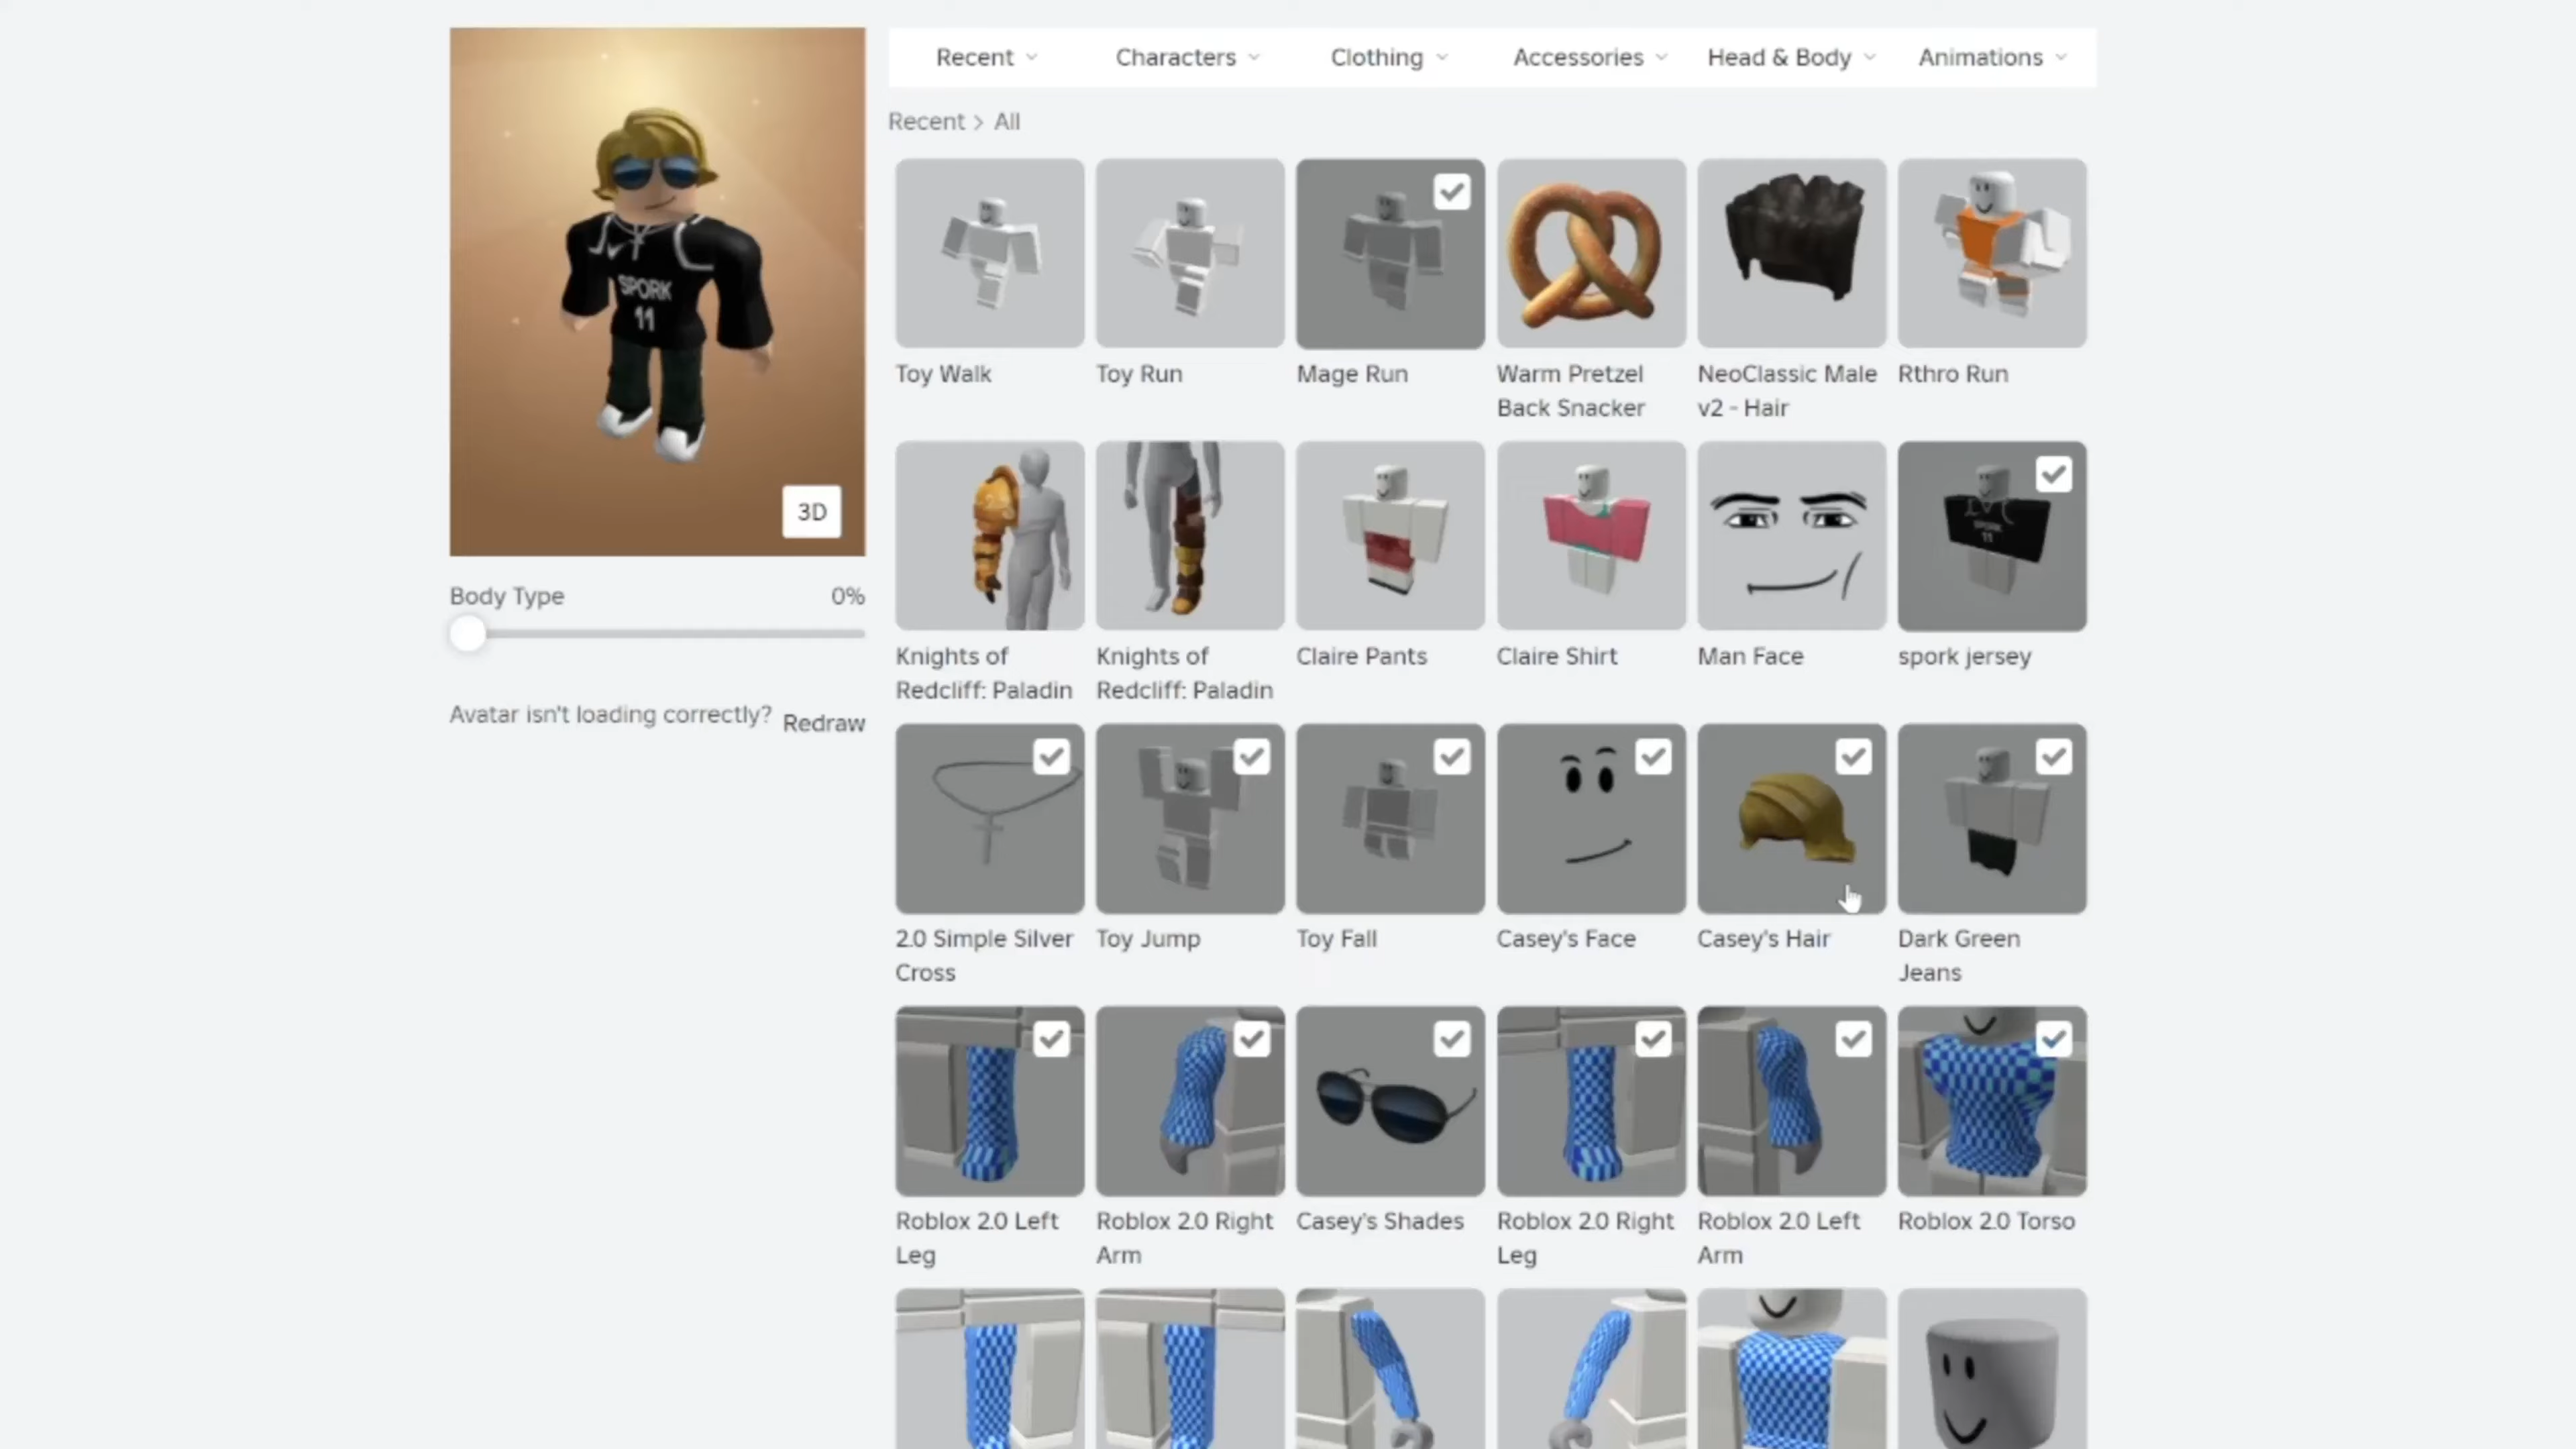 Recent
Characters
Clothing
Accessories
Head & Body
Animations
Recent > All
SPORK
11
3D
Body Type
0%
Avatar isn't loading correctly?
Redraw
Toy Walk
Toy Run
Mage Run
Warm Pretzel
Back Snacker
NeoClassic Male
v2 - Hair
Rthro Run
SPORK
11
Knights of
Redcliff: Paladin
Knights of
Redcliff: Paladin
Claire Pants
Claire Shirt
Man Face
spork jersey
2.0 Simple Silver
Cross
Toy Jump
Toy Fall
Casey's Face
Casey's Hair
Dark Green
Jeans
Roblox 2.0 Left
Leg
Roblox 2.0 Right
Arm
Casey's Shades
Roblox 2.0 Right
Leg
Roblox 2.0 Left
Arm
Roblox 2.0 Torso